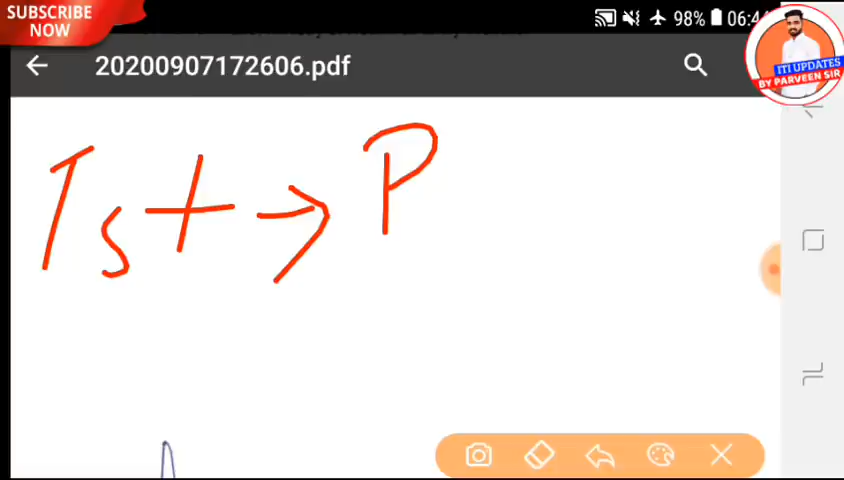 SUBSCRIBE
NOW
98% 06:4
20200907172606.pdf
ITI UPDATES
BY PARVEEN SIR
Ist → P